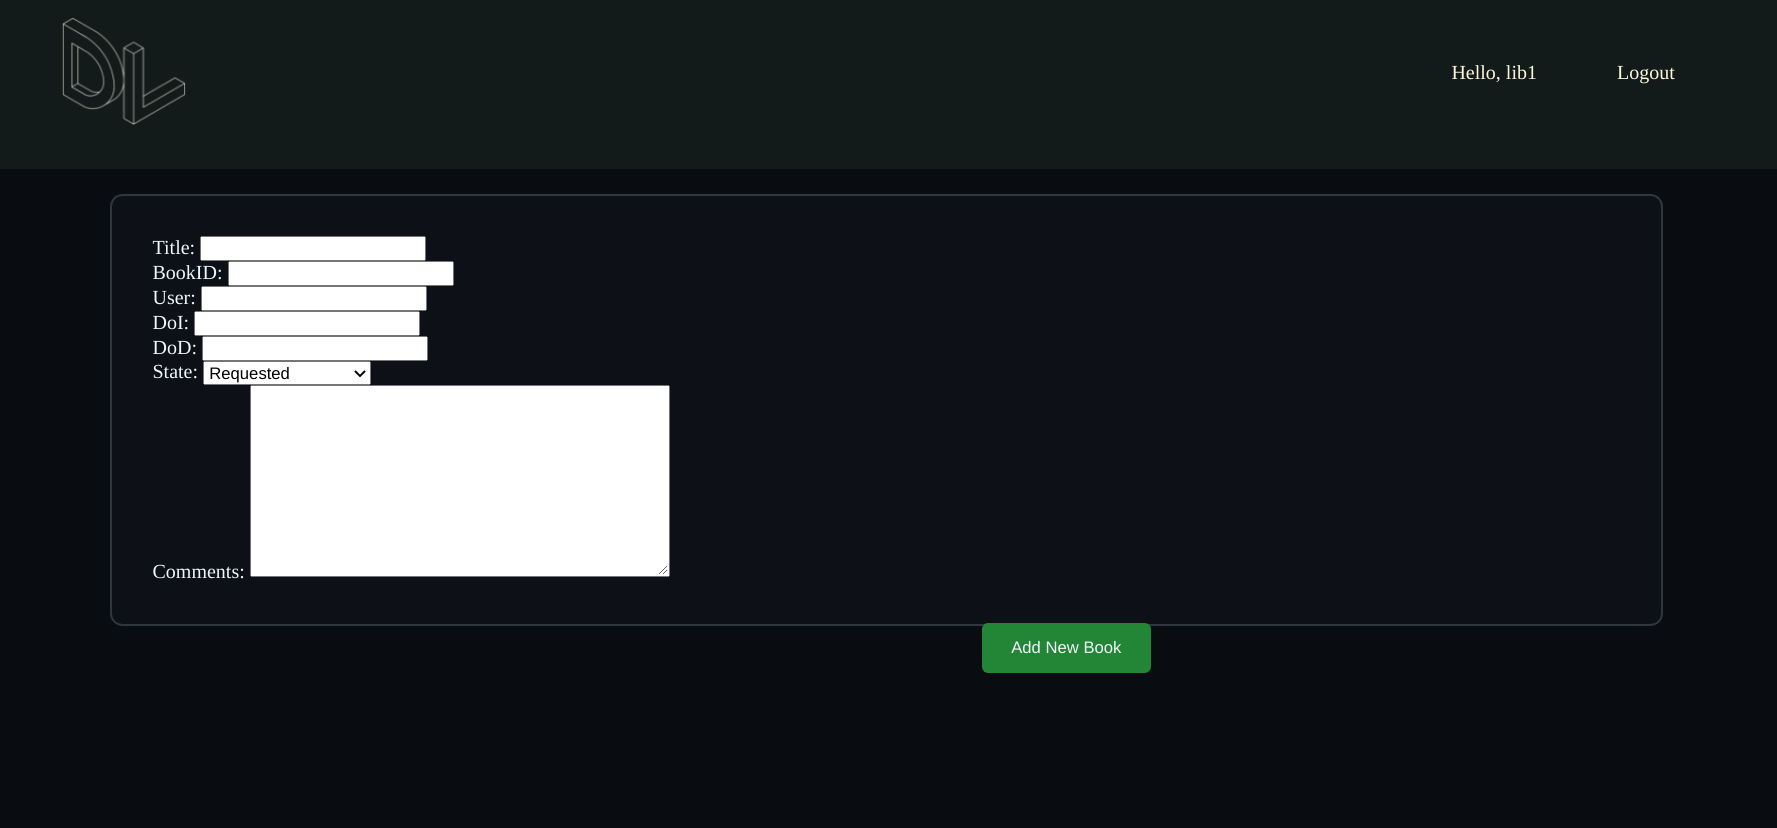 DL
Hello, lib1
Logout
Title:
BookID:
User:
DoI:
DoD:
State: Requested
Comments:
Add New Book